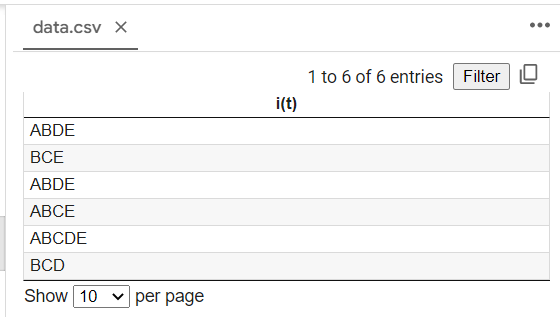 data.csv ×
1 to 6 of 6 entries Filter
i(t)
ABDE
BCE
ABDE
ABCE
ABCDE
BCD
Show 10 per page